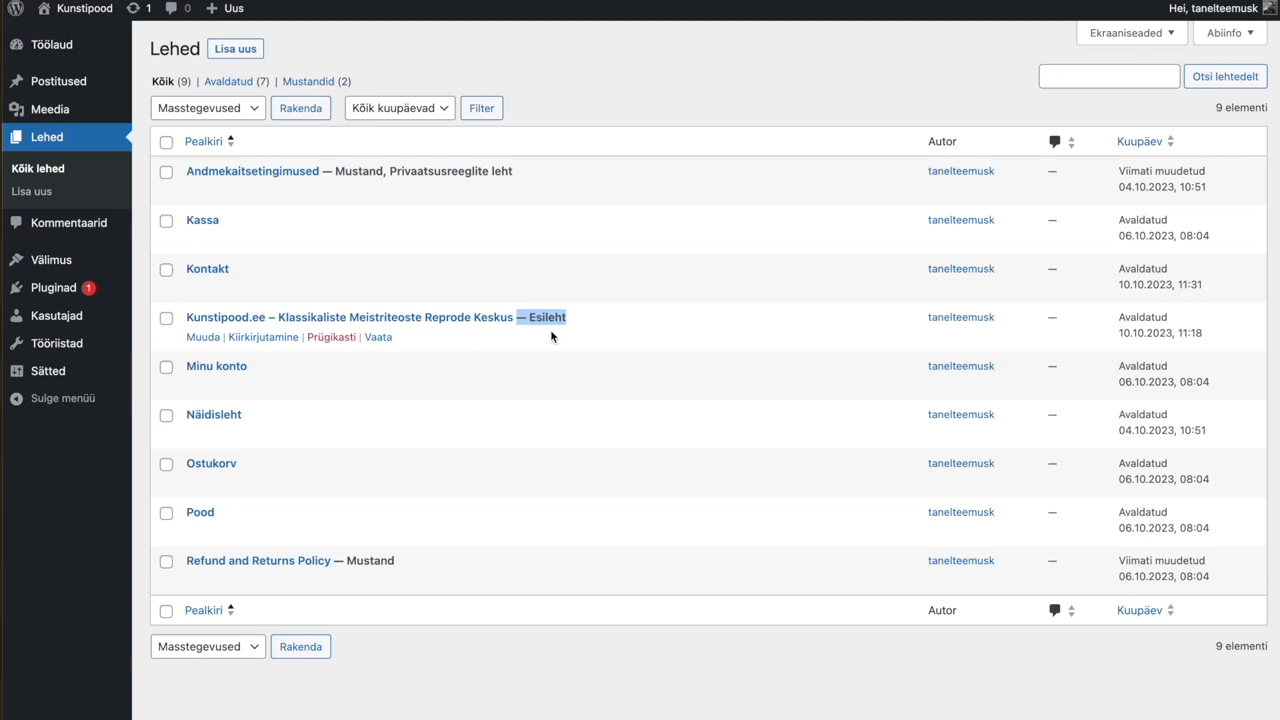 Kunstipood 1 0 Uus Hei, tanelteemusk
Töölaud
Postitused
Meedia
Lehed
Kõik lehed
Lisa uus
Kommentaarid
Välimus
Pluginad 1
Kasutajad
Tööriistad
Sätted
Sulge menüü
Ekraaniseaded ▼ Abiinfo ▼
Lehed Lisa uus
Kõik (9) | Avaldatud (7) | Mustandid (2)
Otsi lehtedelt
Masstegevused Rakenda Kõik kuupäevad Filter 9 elementi
Pealkiri Autor Kuupäev
Andmekaitsetingimused — Mustand, Privaatsusreeglite leht tanelteemusk — Viimati muudetud
04.10.2023, 10:51
Kassa tanelteemusk — Avaldatud
06.10.2023, 08:04
Kontakt tanelteemusk — Avaldatud
10.10.2023, 11:31
Kunstipood.ee – Klassikaliste Meistriteoste Reprode Keskus — Esileht tanelteemusk — Avaldatud
Muuda | Kiirkirjutamine | Prügikasti | Vaata 10.10.2023, 11:18
Minu konto tanelteemusk — Avaldatud
06.10.2023, 08:04
Näidisleht tanelteemusk — Avaldatud
04.10.2023, 10:51
Ostukorv tanelteemusk — Avaldatud
06.10.2023, 08:04
Pood tanelteemusk — Avaldatud
06.10.2023, 08:04
Refund and Returns Policy — Mustand tanelteemusk — Viimati muudetud
06.10.2023, 08:04
Pealkiri Autor Kuupäev
Masstegevused Rakenda 9 elementi